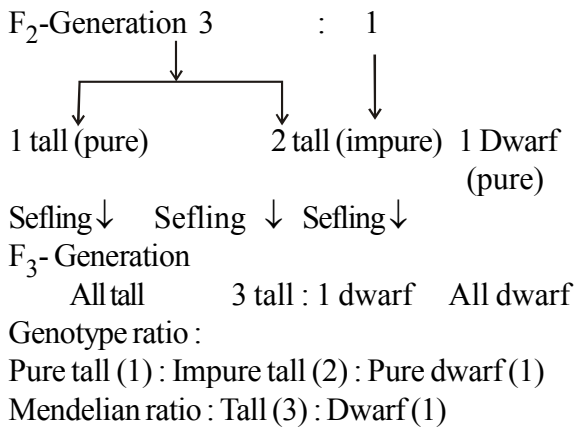 F₂-Generation 3 : 1
1 tall (pure) 2 tall (impure) 1 Dwarf
(pure)
Sefling↓ Sefling ↓ Sefling↓
F₃- Generation
All tall 3 tall : 1 dwarf All dwarf
Genotype ratio :
Pure tall (1) : Impure tall (2) : Pure dwarf (1)
Mendelian ratio : Tall (3) : Dwarf (1)